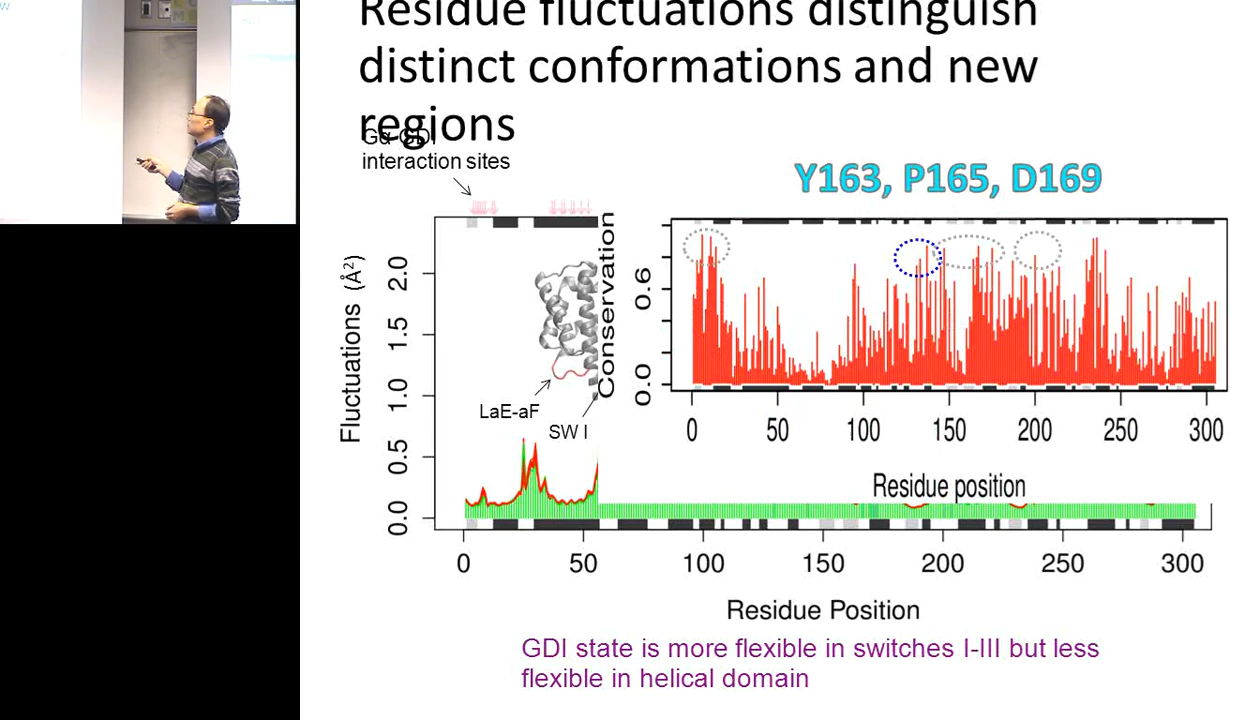 Residue fluctuations distinguish
distinct conformations and new
regions
interaction sites
Y163, P165, D169
Fluctuations (Å²)
0.0 0.5 1.0 1.5 2.0
LaE-aF
SW I
Conservation
0.0 0.6
0 50 100 150 200 250 300
Residue position
0 50 100 150 200 250 300
Residue Position
GDI state is more flexible in switches I-III but less
flexible in helical domain